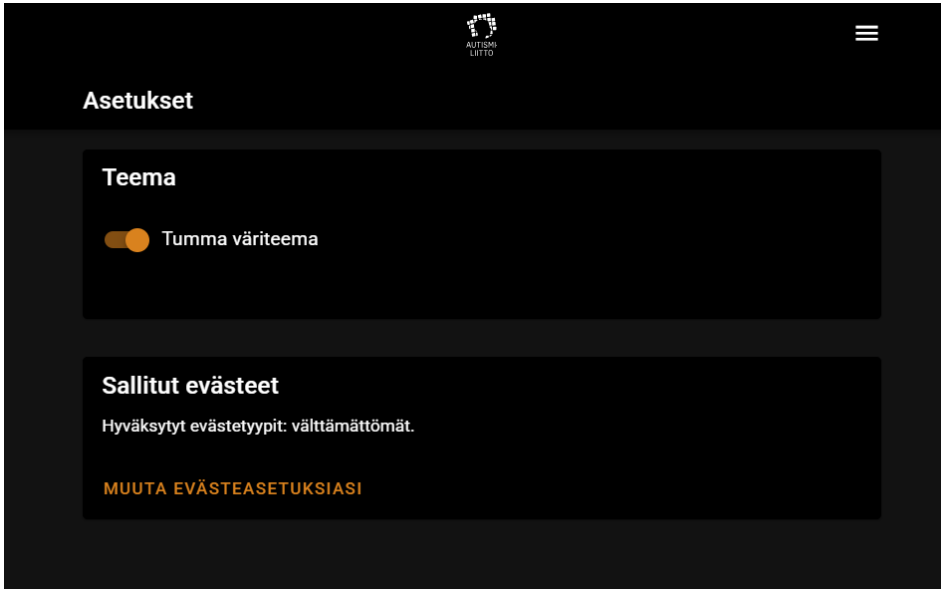 AUTISMI-
LIITTO
Asetukset
Teema
Tumma väriteema
Sallitut evästeet
Hyväksytyt evästetyypit: välttämättömät.
MUUTA EVÄSTEASETUKSIASI